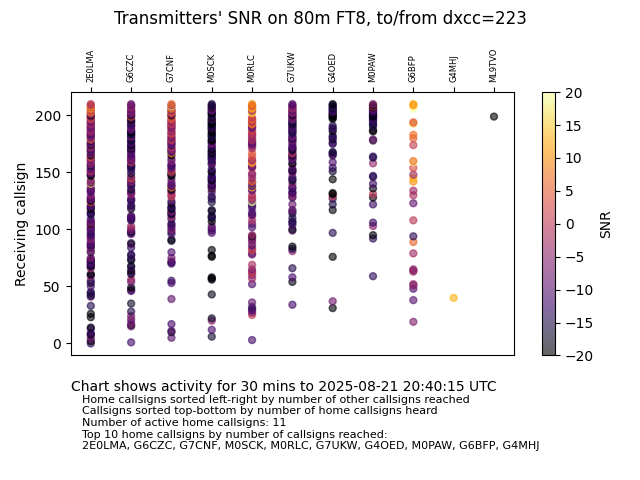 Transmitters' SNR on 80m FT8, to/from dxcc=223
2E0LMA G6CZC G7CNF M0SCK M0RLC G7UKW G4OED M0PAW G6BFP G4MHJ ML9TVO
200
150
100
50
0
Receiving callsign
20
15
10
5
0
−5
−10
−15
−20
SNR
Chart shows activity for 30 mins to 2025-08-21 20:40:15 UTC
Home callsigns sorted left-right by number of other callsigns reached
Callsigns sorted top-bottom by number of home callsigns heard
Number of active home callsigns: 11
Top 10 home callsigns by number of callsigns reached:
2E0LMA, G6CZC, G7CNF, M0SCK, M0RLC, G7UKW, G4OED, M0PAW, G6BFP, G4MHJ